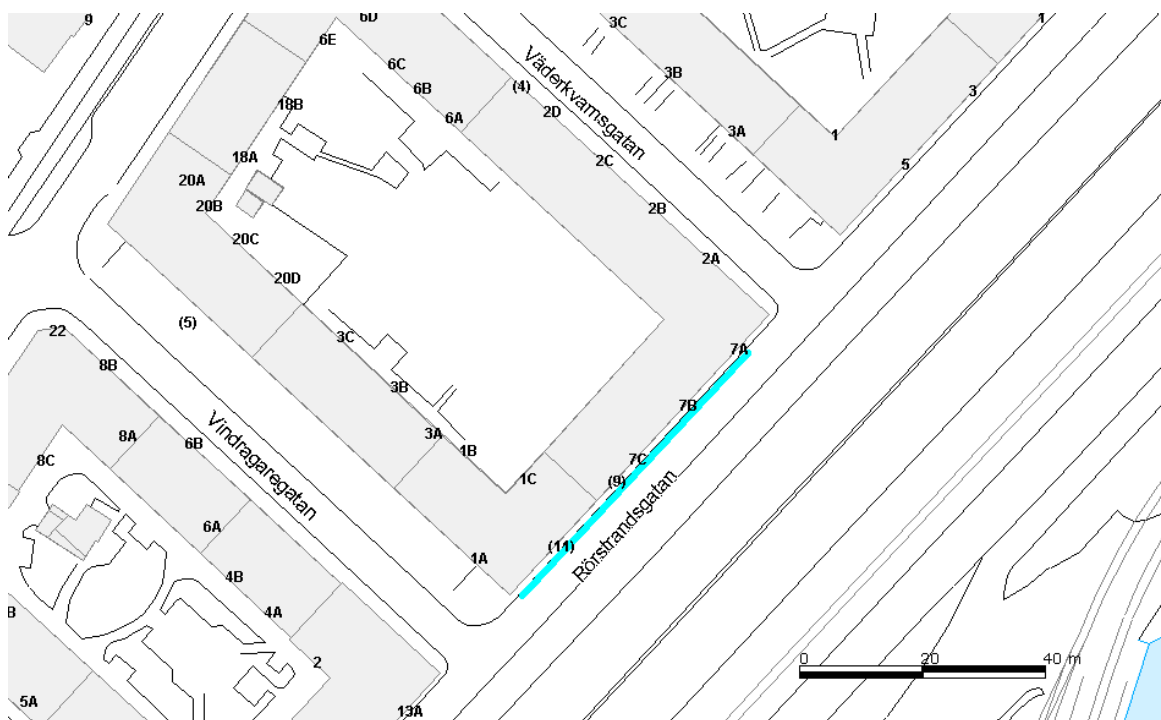 9
6D
3C
1
6E
6C
Väderkvarnsgatan
3B
6B
(4)
3
18B
2D
6A
3A
1
18A
2C
5
20A
20B
2B
20C
2A
20D
(5)
22
3C
7A
8B
3B
7B
Vindragaregatan
8A
6B
3A
1B
8C
7C
1C
(9)
Rörstrandsgatan
6A
(11)
1A
4B
B
4A
2
0 20 40 m
5A
13A